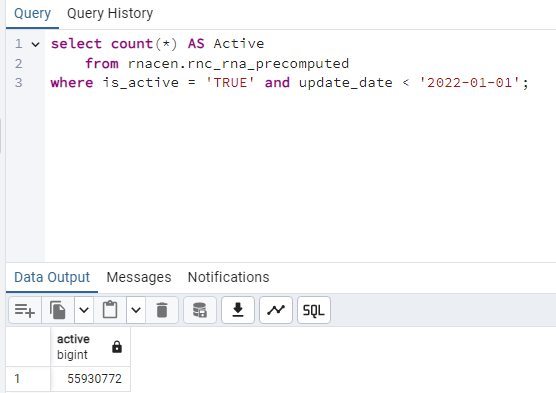 Query Query History
1 select count(*) AS Active
2 from rnacen.rnc_rna_precomputed
3 where is_active = 'TRUE' and update_date < '2022-01-01';
Data Output Messages Notifications
SQL
active
bigint
1 55930772